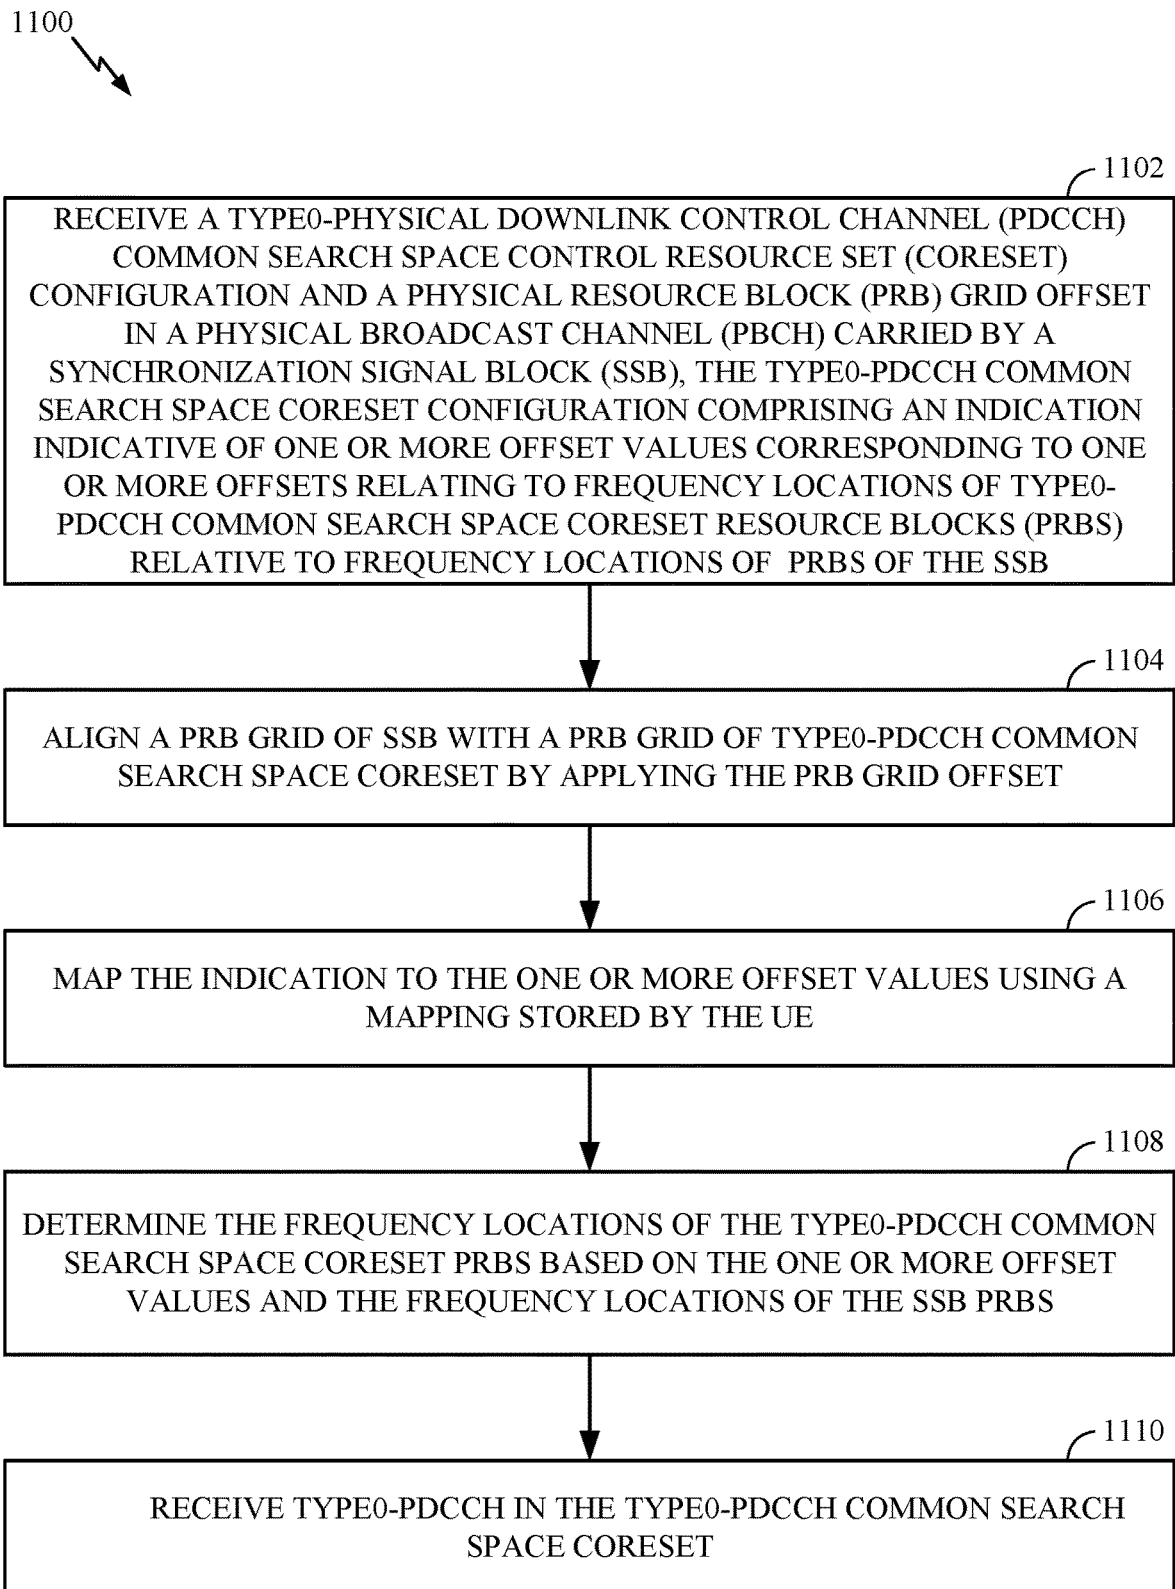 1100
1102
RECEIVE A TYPE0-PHYSICAL DOWNLINK CONTROL CHANNEL (PDCCH)
COMMON SEARCH SPACE CONTROL RESOURCE SET (CORESET)
CONFIGURATION AND A PHYSICAL RESOURCE BLOCK (PRB) GRID OFFSET
IN A PHYSICAL BROADCAST CHANNEL (PBCH) CARRIED BY A
SYNCHRONIZATION SIGNAL BLOCK (SSB), THE TYPE0-PDCCH COMMON
SEARCH SPACE CORESET CONFIGURATION COMPRISING AN INDICATION
INDICATIVE OF ONE OR MORE OFFSET VALUES CORRESPONDING TO ONE
OR MORE OFFSETS RELATING TO FREQUENCY LOCATIONS OF TYPE0-
PDCCH COMMON SEARCH SPACE CORESET RESOURCE BLOCKS (PRBS)
RELATIVE TO FREQUENCY LOCATIONS OF PRBS OF THE SSB
1104
ALIGN A PRB GRID OF SSB WITH A PRB GRID OF TYPE0-PDCCH COMMON
SEARCH SPACE CORESET BY APPLYING THE PRB GRID OFFSET
1106
MAP THE INDICATION TO THE ONE OR MORE OFFSET VALUES USING A
MAPPING STORED BY THE UE
1108
DETERMINE THE FREQUENCY LOCATIONS OF THE TYPE0-PDCCH COMMON
SEARCH SPACE CORESET PRBS BASED ON THE ONE OR MORE OFFSET
VALUES AND THE FREQUENCY LOCATIONS OF THE SSB PRBS
1110
RECEIVE TYPE0-PDCCH IN THE TYPE0-PDCCH COMMON SEARCH
SPACE CORESET